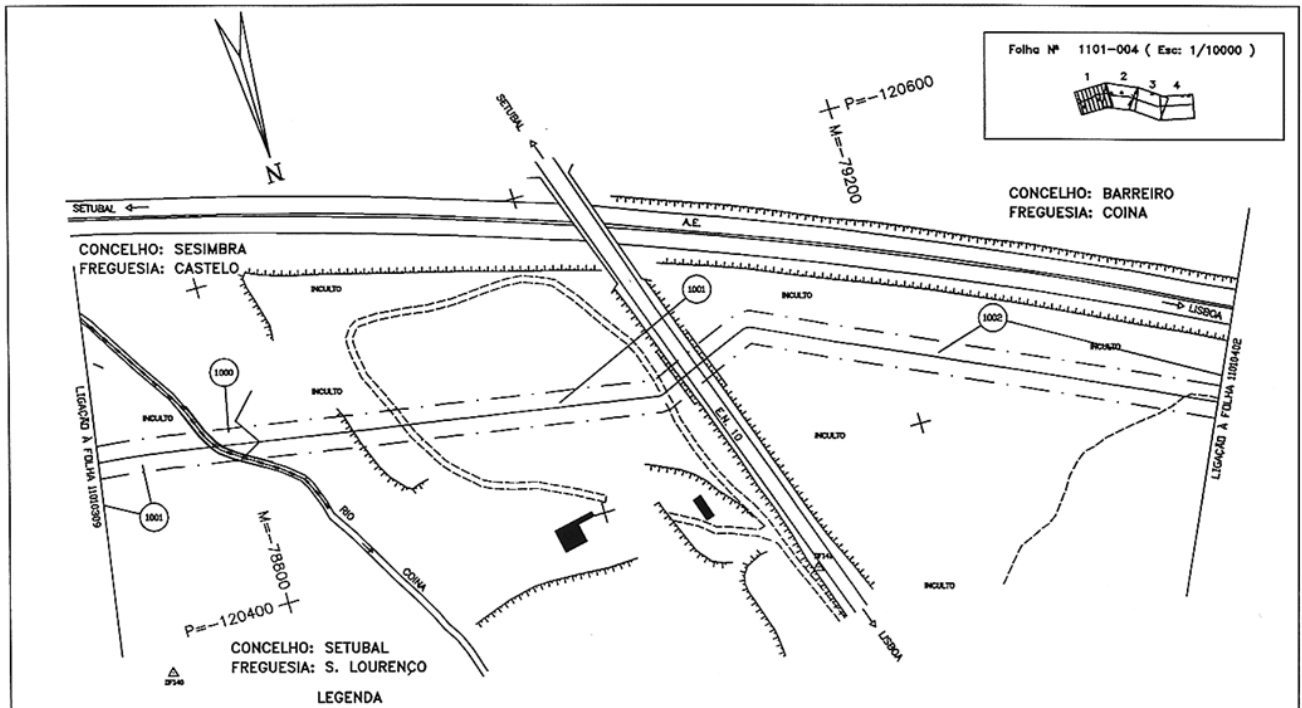 Folha Nº 1101-004 ( Esc: 1/10000 )
1 2 3 4
SETUBAL
P=-120600
M=-79200
N
CONCELHO: BARREIRO
FREGUESIA: COINA
SETUBAL
A.E.
CONCELHO: SESIMBRA
FREGUESIA: CASTELO
INCULTO
1001
INCULTO
1002
LISBOA
INCULTO
1000
INCULTO
INCULTO
E.N. 10
INCULTO
LIGAÇÃO À FOLHA 11010309
LIGAÇÃO À FOLHA 11010402
1001
RIO
COINA
M=-78800
P=-120400
INCULTO
LISBOA
CONCELHO: SETUBAL
FREGUESIA: S. LOURENÇO
LEGENDA